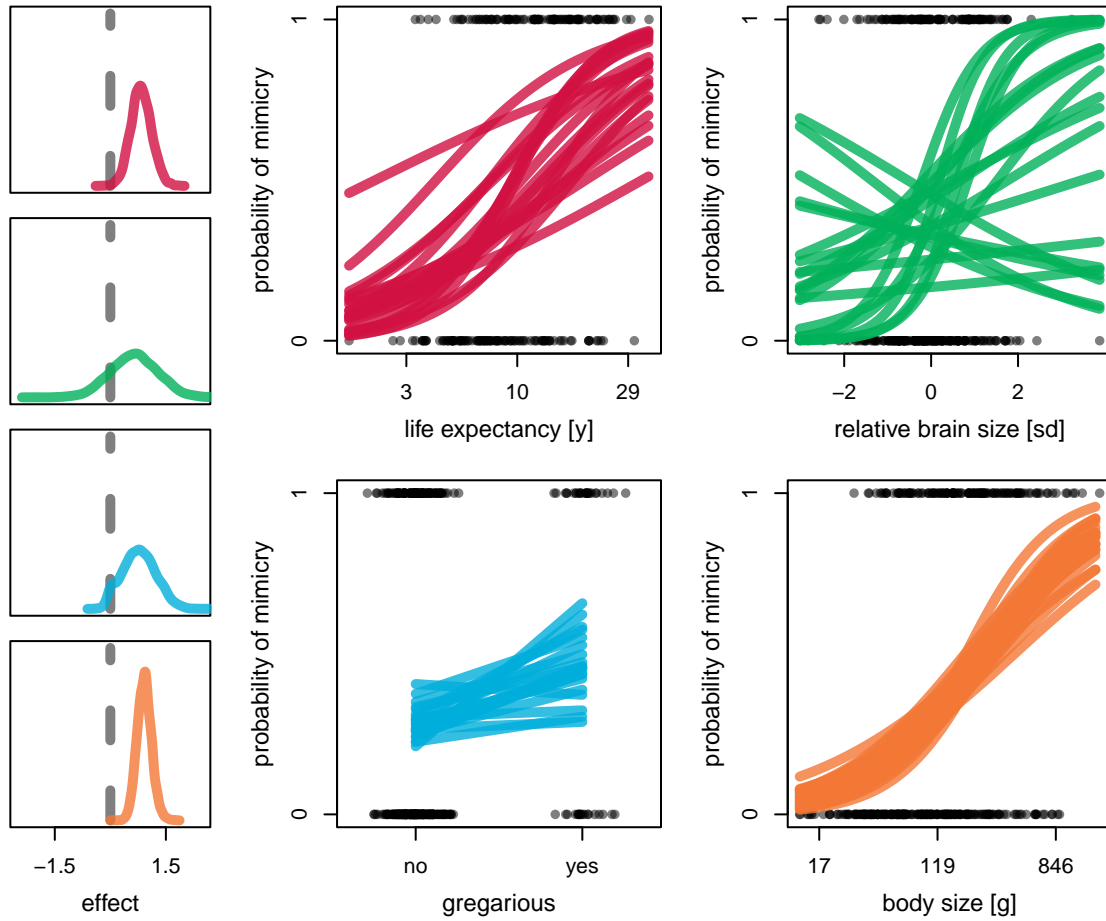 probability of mimicry
1
0
3 10 29
life expectancy [y]
probability of mimicry
1
0
−2 0 2
relative brain size [sd]
−1.5 1.5
effect
probability of mimicry
1
0
no yes
gregarious
probability of mimicry
1
0
17 119 846
body size [g]